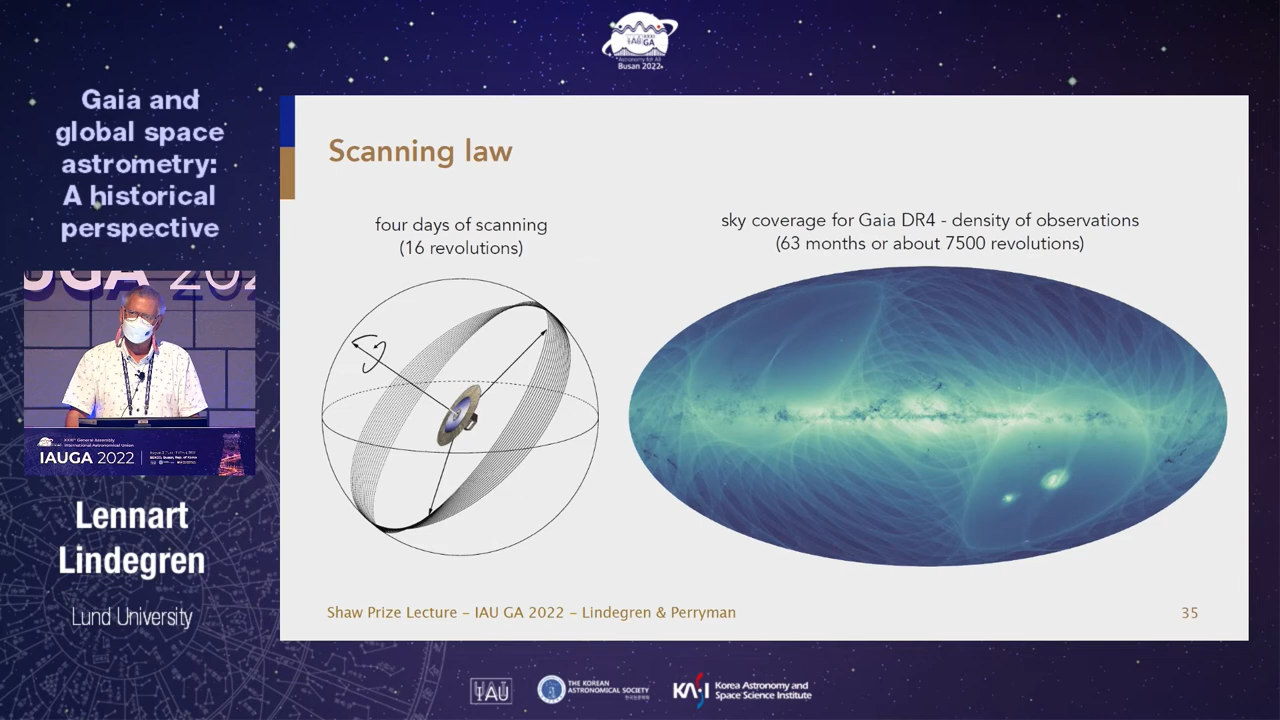 IAUGA
Busan 2022
Gaia and
global space
astrometry:
A historical
perspective
UGA 202
IAUGA 2022
Lennart
Lindegren
Lund University
Scanning law
four days of scanning
(16 revolutions)
sky coverage for Gaia DR4 - density of observations
(63 months or about 7500 revolutions)
Shaw Prize Lecture – IAU GA 2022 – Lindegren & Perryman
35
IAU
THE KOREAN
ASTRONOMICAL SOCIETY
KASI
Korea Astronomy and
Space Science Institute